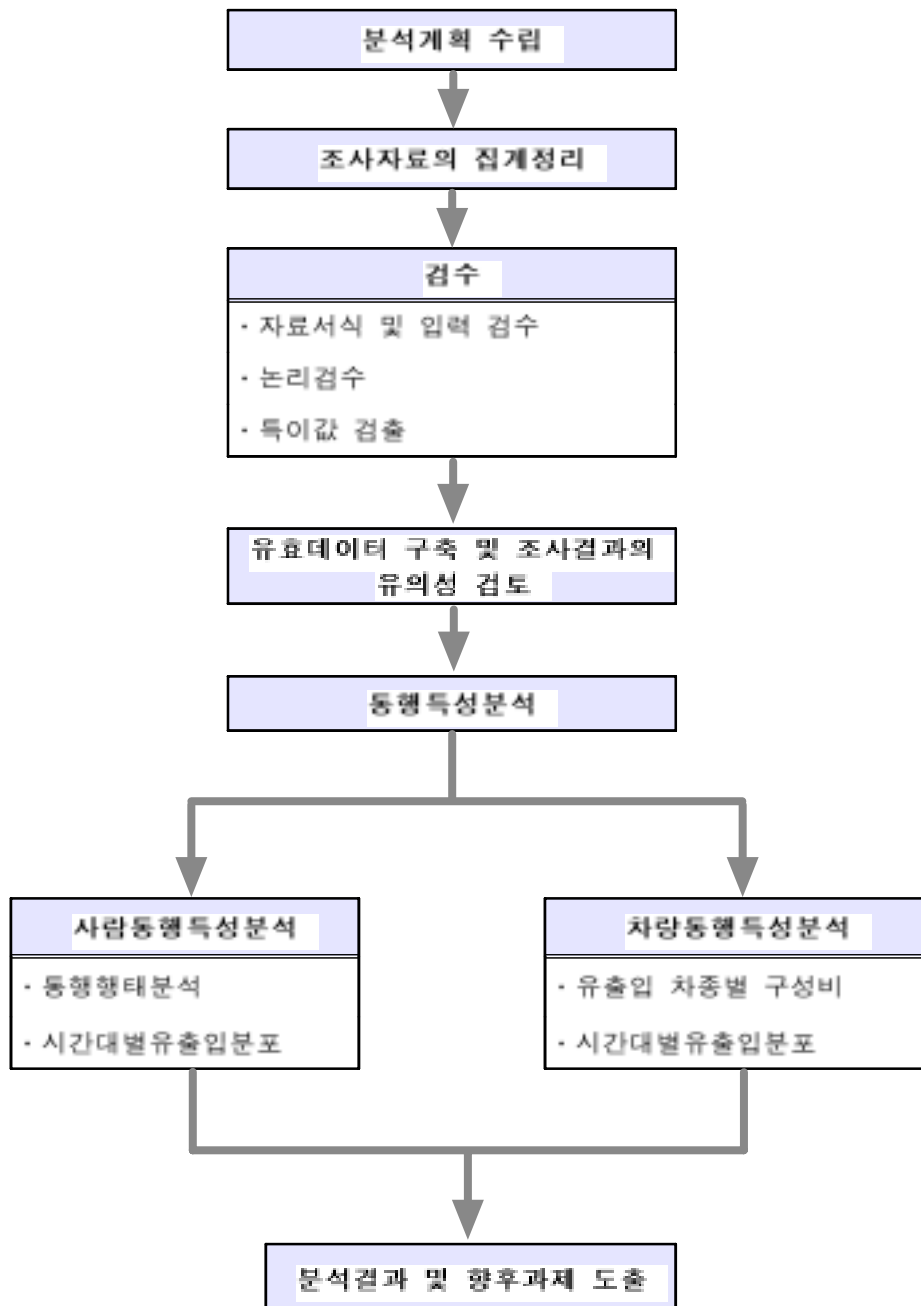 분석계획 수립
조사자료의 집계정리
검수
· 자료서식 및 입력 검수
· 논리검수
· 특이값 검출
유효데이터 구축 및 조사결과의
유의성 검토
통행특성분석
사람통행특성분석
· 통행행태분석
· 시간대별유출입분포
차량통행특성분석
· 유출입 차종별 구성비
· 시간대별유출입분포
분석결과 및 향후과제 도출